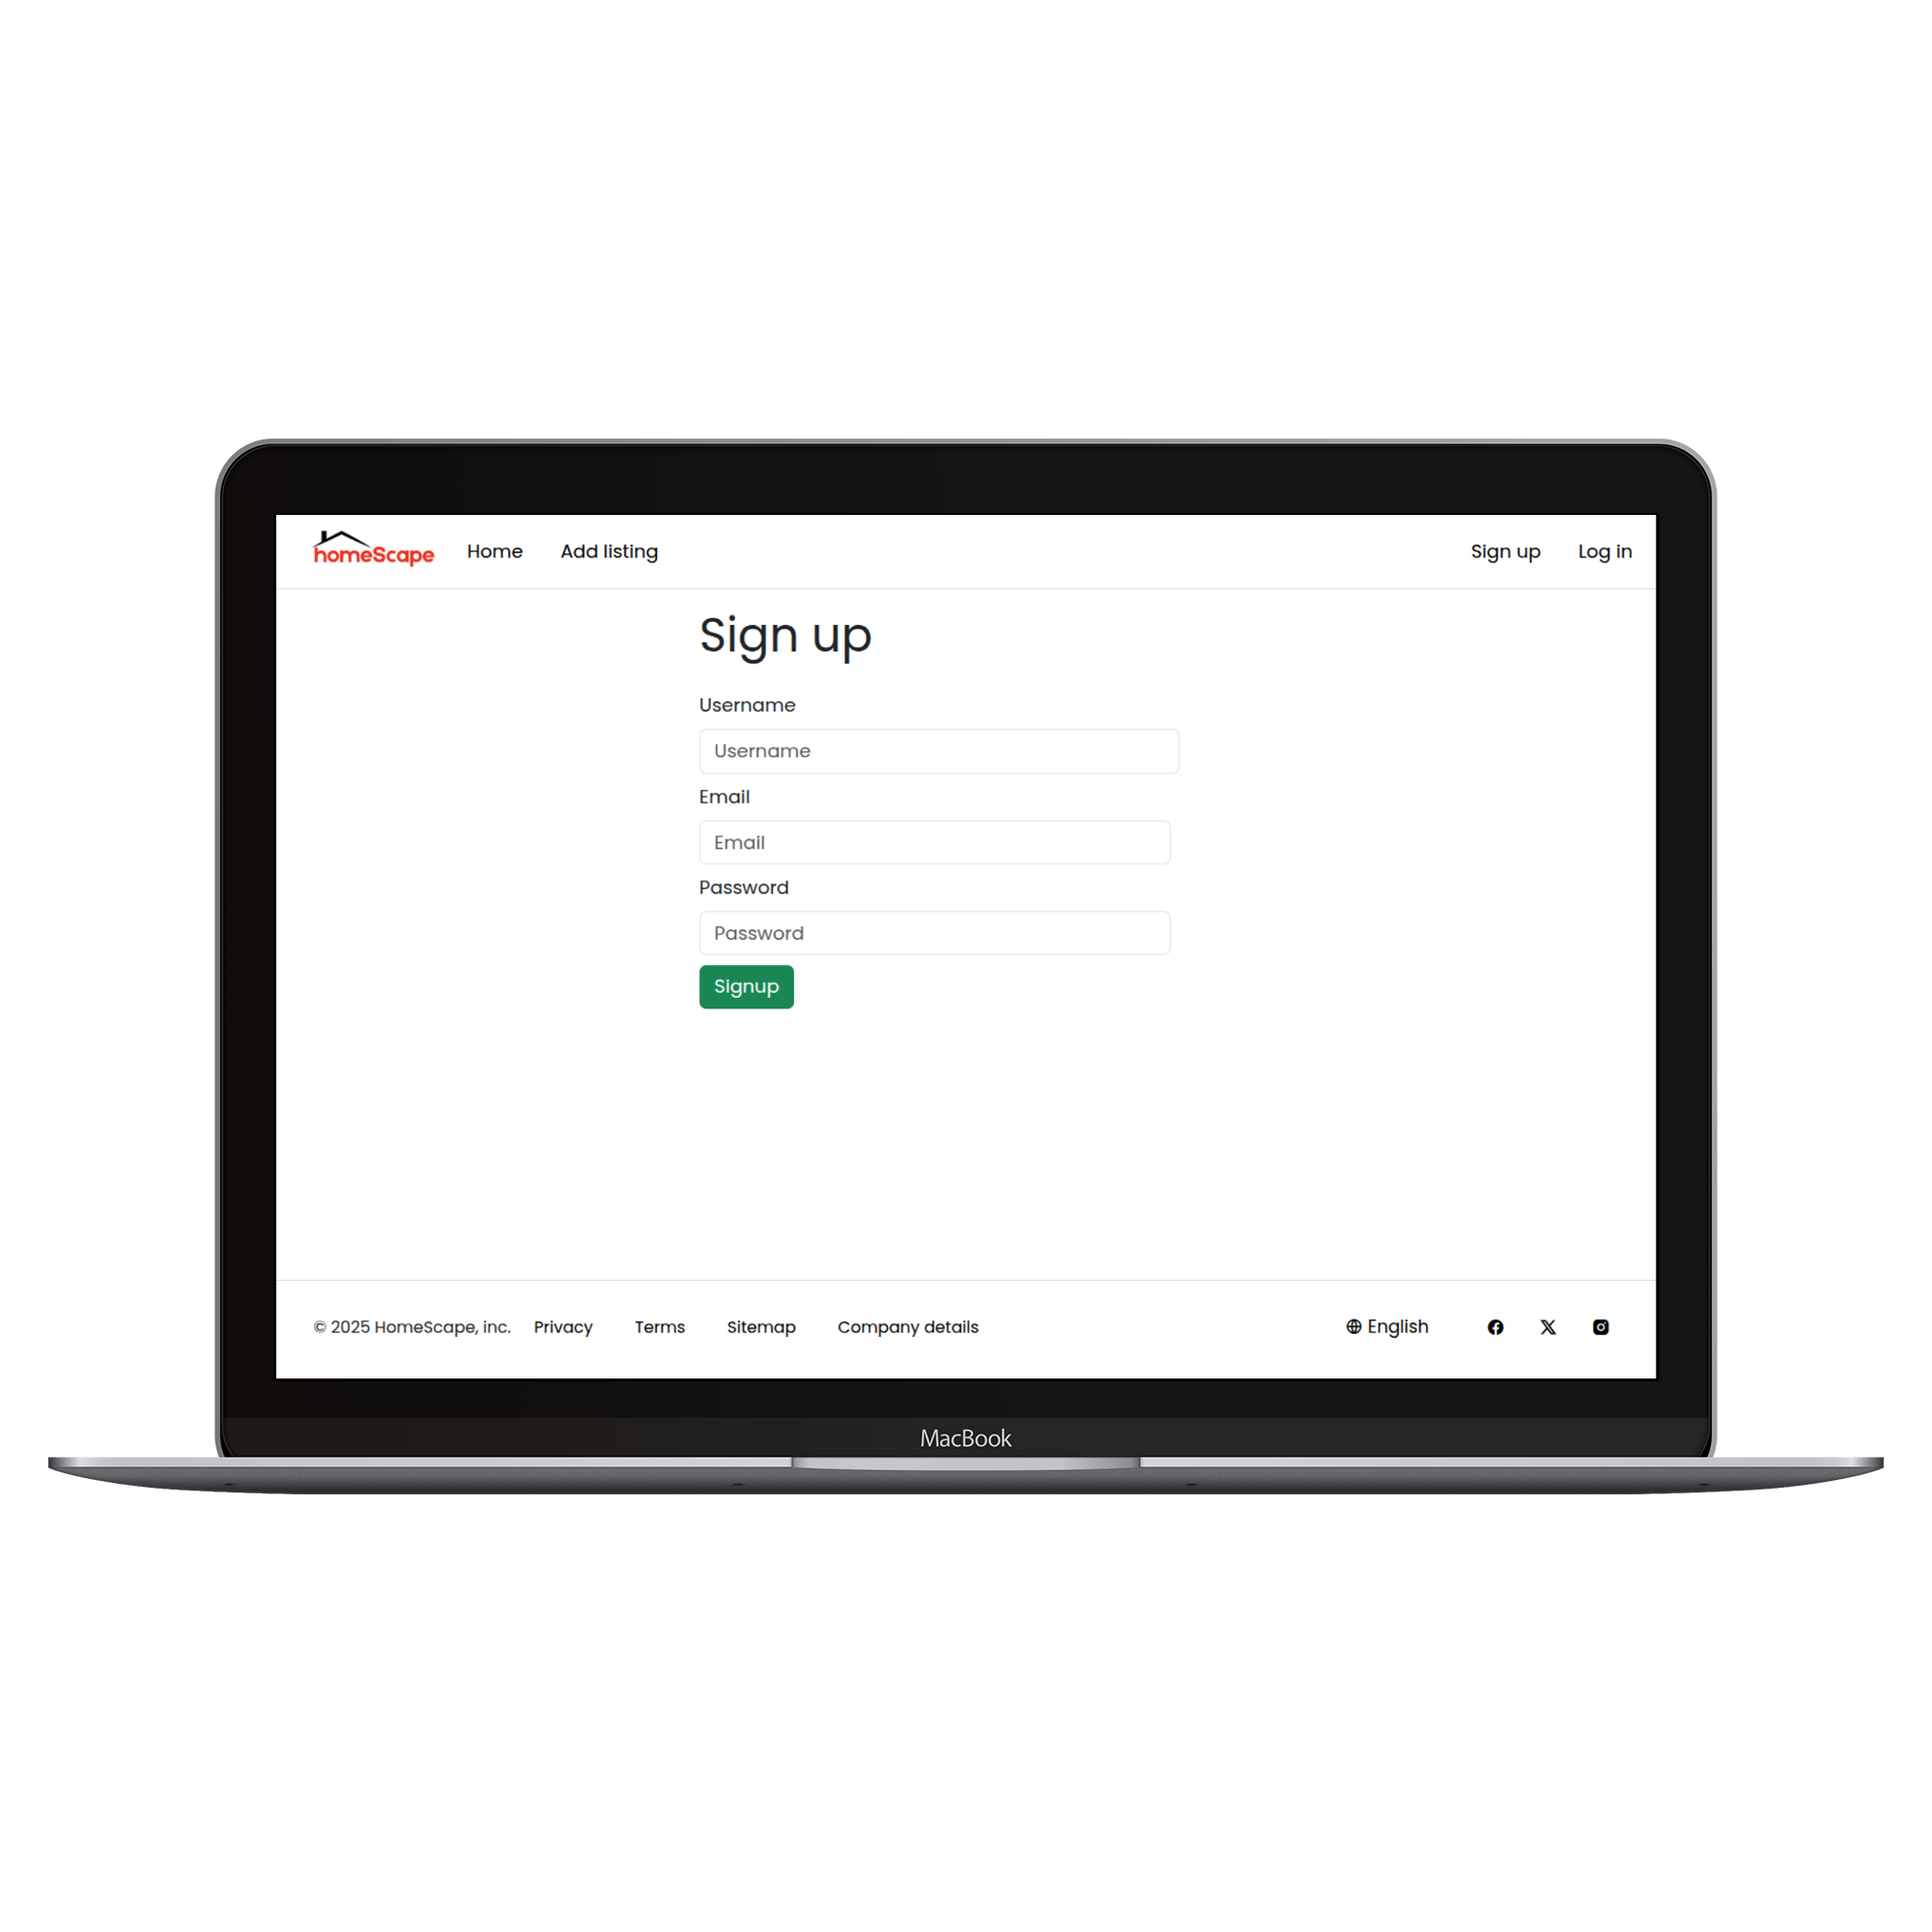 homeScape Home Add listing Sign up Log in
Sign up
Username
Username
Email
Email
Password
Password
Signup
© 2025 HomeScape, inc. Privacy Terms Sitemap Company details English
MacBook